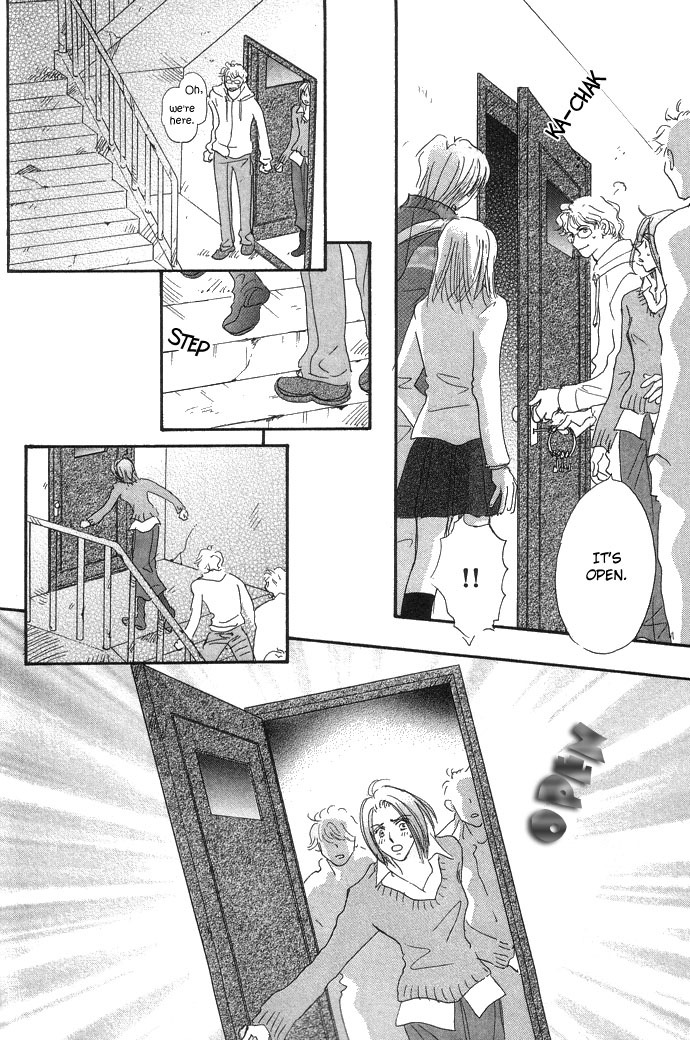 KA-CHAK
IT'S
OPEN.
!!
Oh,
we're
here.
STEP
OPEN